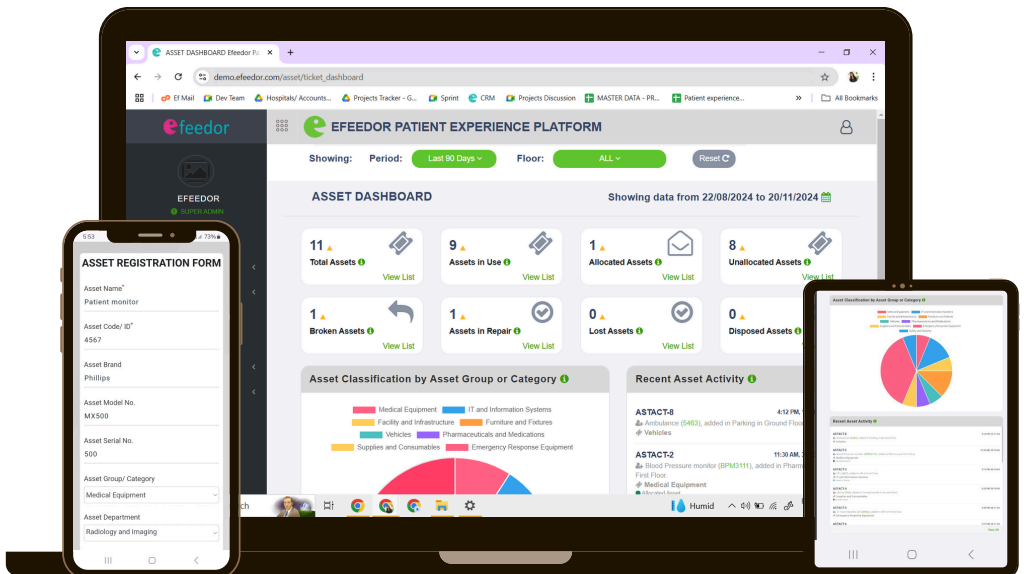 ASSET DASHBOARD Efeedor Pa
demo.efeedor.com/asset/ticket_dashboard
Ef Mail Dev Team Hospitals/ Accounts... Projects Tracker - G... Sprint CRM Projects Discussion MASTER DATA - PR... Patient experience... » All Bookmarks
efeedor
EFEEDOR PATIENT EXPERIENCE PLATFORM
Showing: Period: Last 90 Days Floor: ALL Reset
EFEEDOR
SUPER ADMIN
ASSET DASHBOARD
Showing data from 22/08/2024 to 20/11/2024
11
Total Assets
View List
9
Assets in Use
View List
1
Allocated Assets
View List
8
Unallocated Assets
View List
1
Broken Assets
View List
1
Assets in Repair
View List
0
Lost Assets
View List
0
Disposed Assets
Asset Classification by Asset Group or Category
Medical Equipment IT and Information Systems
Facility and Infrastructure Furniture and Fixtures
Vehicles Pharmaceuticals and Medications
Supplies and Consumables Emergency Response Equipment
Recent Asset Activity
ASTACT-8 4:12 PM,
Ambulance (5463), added in Parking in Ground Floor
Vehicles
ASTACT-2 11:30 AM,
Blood Pressure monitor (BPM3111), added in Pharm
First Floor.
Medical Equipment
Allocated Asset
ch
Humid
5:53 73%
ASSET REGISTRATION FORM
Asset Name*
Patient monitor
Asset Code/ ID*
4567
Asset Brand
Phillips
Asset Model No.
MX500
Asset Serial No.
500
Asset Group/ Category
Medical Equipment
Asset Department
Radiology and Imaging
Asset Classification by Asset Group or Category
Recent Asset Activity